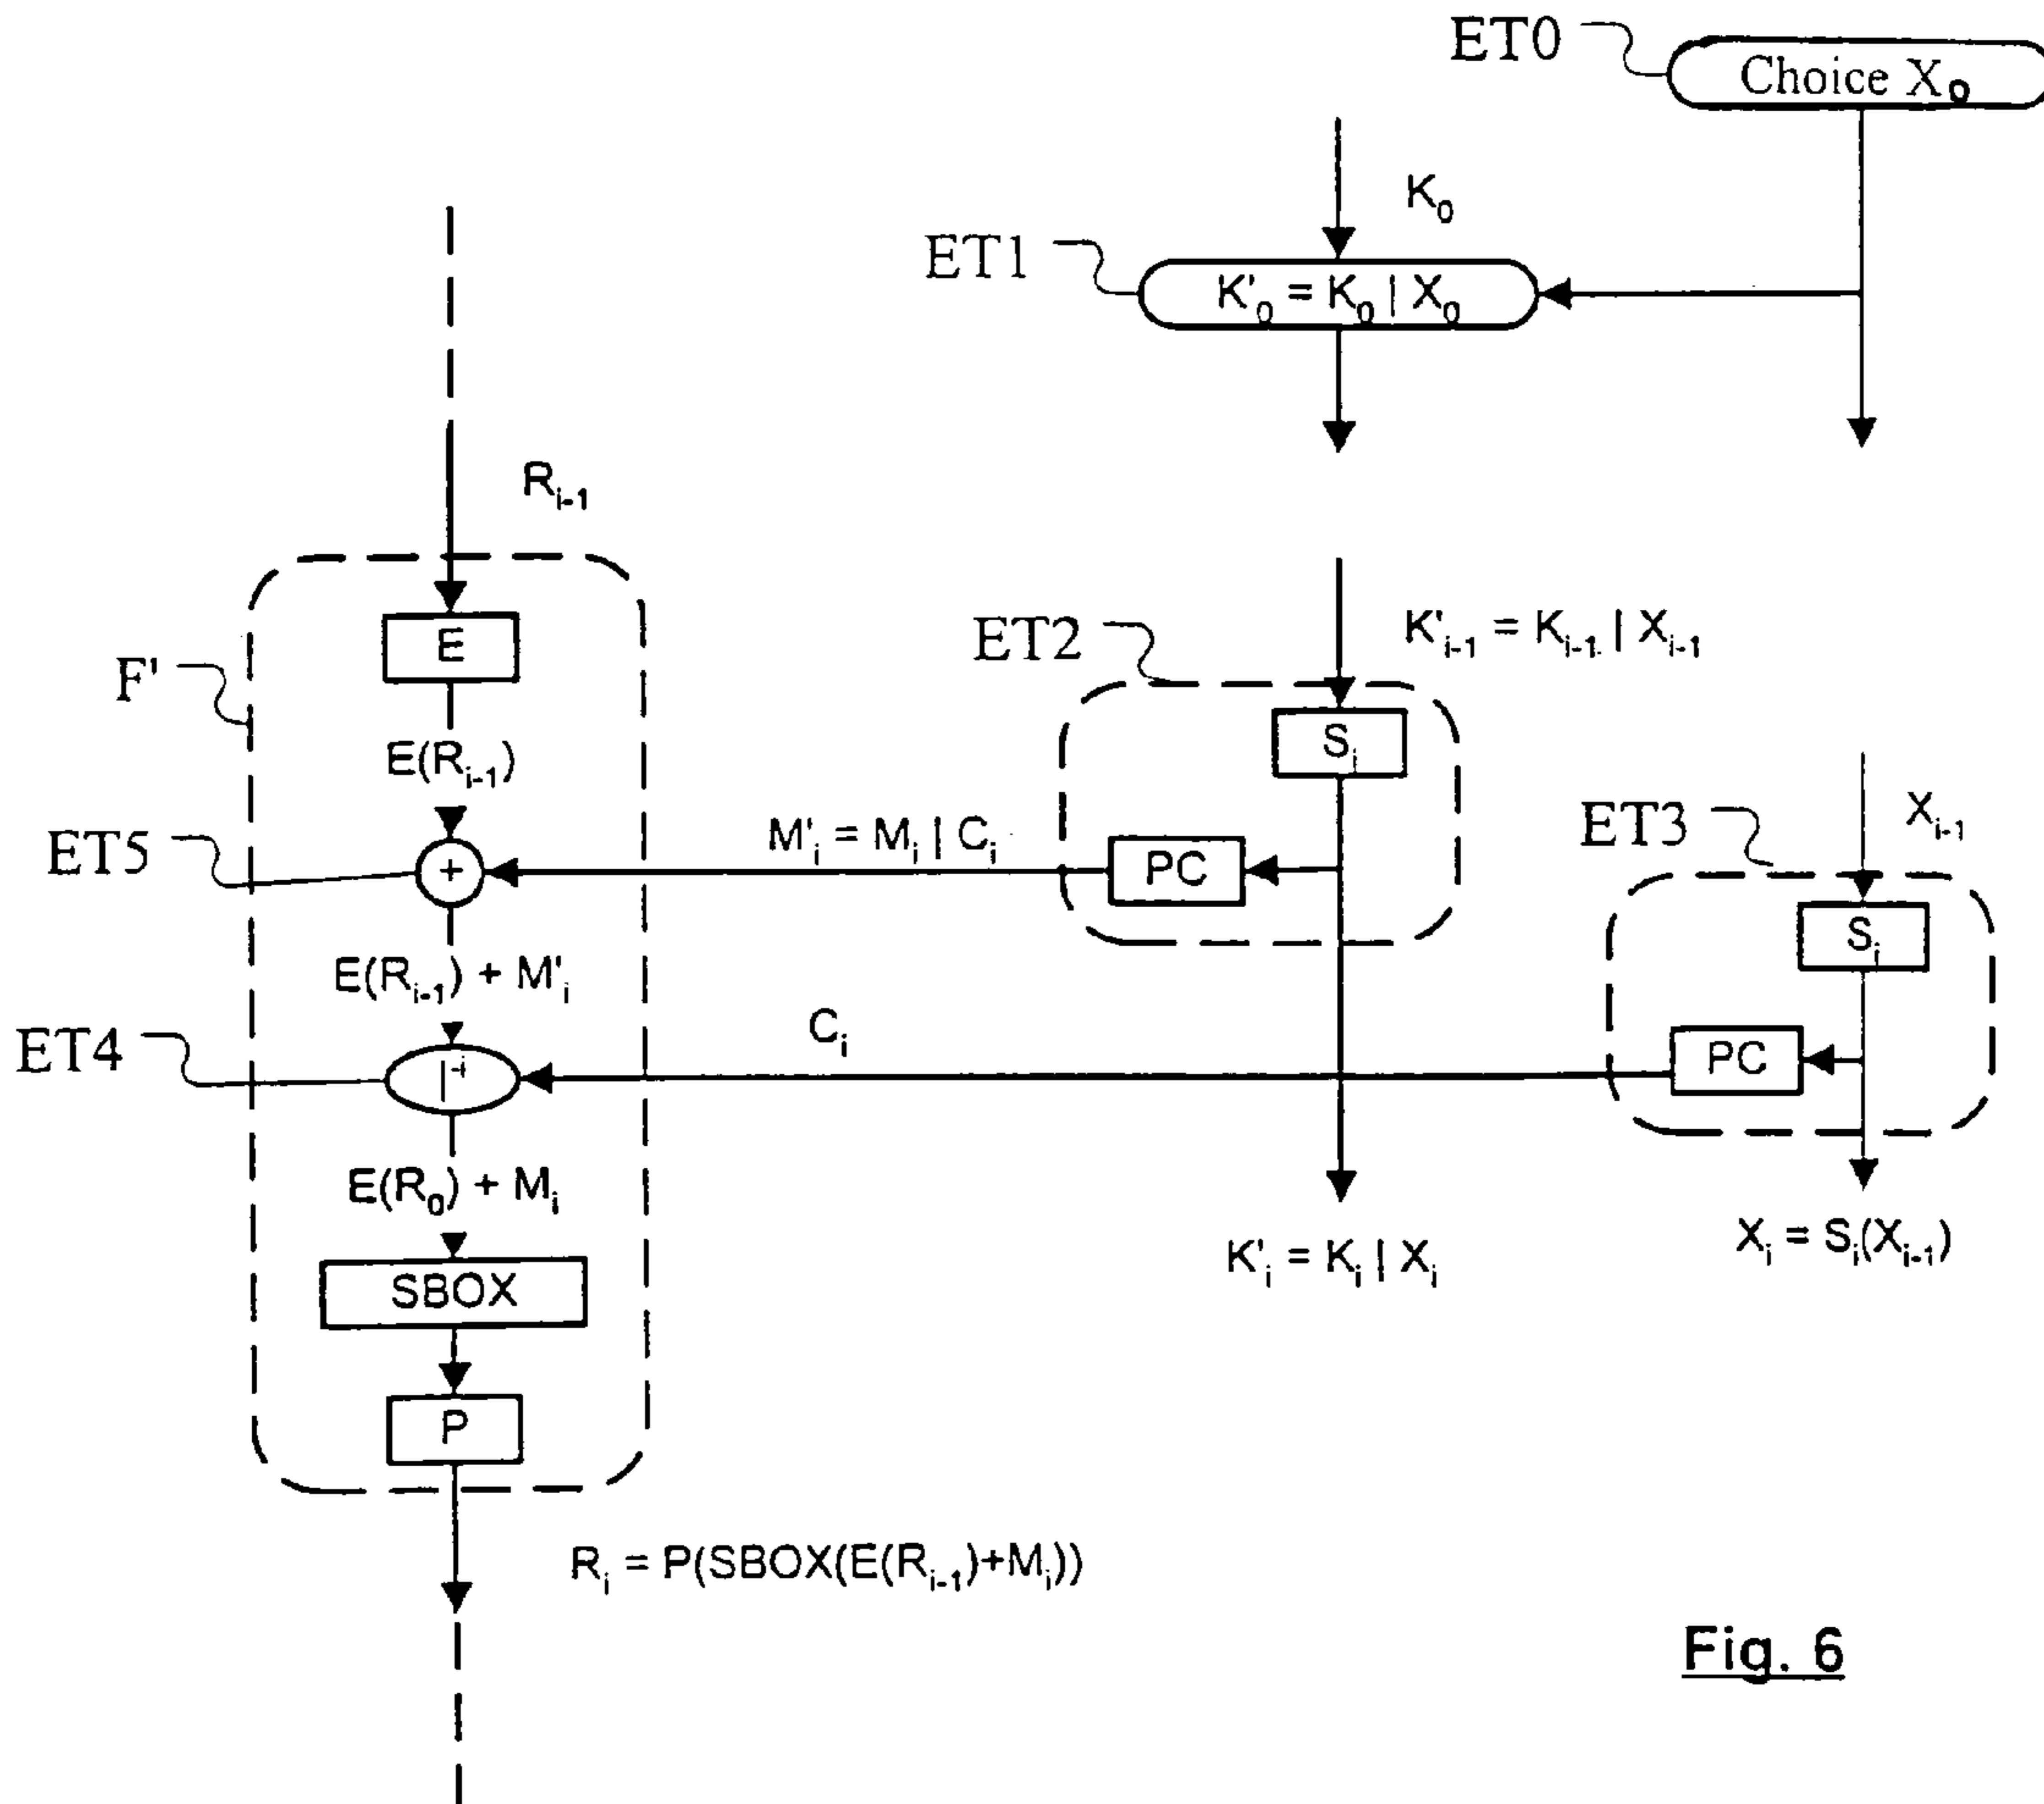 ET0
Choice X₀
K₀
ET1
K'₀ = K₀ | X₀
Rᵢ₋₁
E
ET2
K'ᵢ₋₁ = Kᵢ₋₁ | Xᵢ₋₁
F'
Sᵢ
E(Rᵢ₋₁)
ET3
Xᵢ₋₁
ET5
+
M'ᵢ = Mᵢ | Cᵢ
PC
Sᵢ
E(Rᵢ₋₁) + M'ᵢ
ET4
Cᵢ
PC
E(R₀) + Mᵢ
K'ᵢ = Kᵢ | Xᵢ
Xᵢ = Sᵢ(Xᵢ₋₁)
SBOX
P
Rᵢ = P(SBOX(E(Rᵢ₋₁)+Mᵢ))
Fig. 6